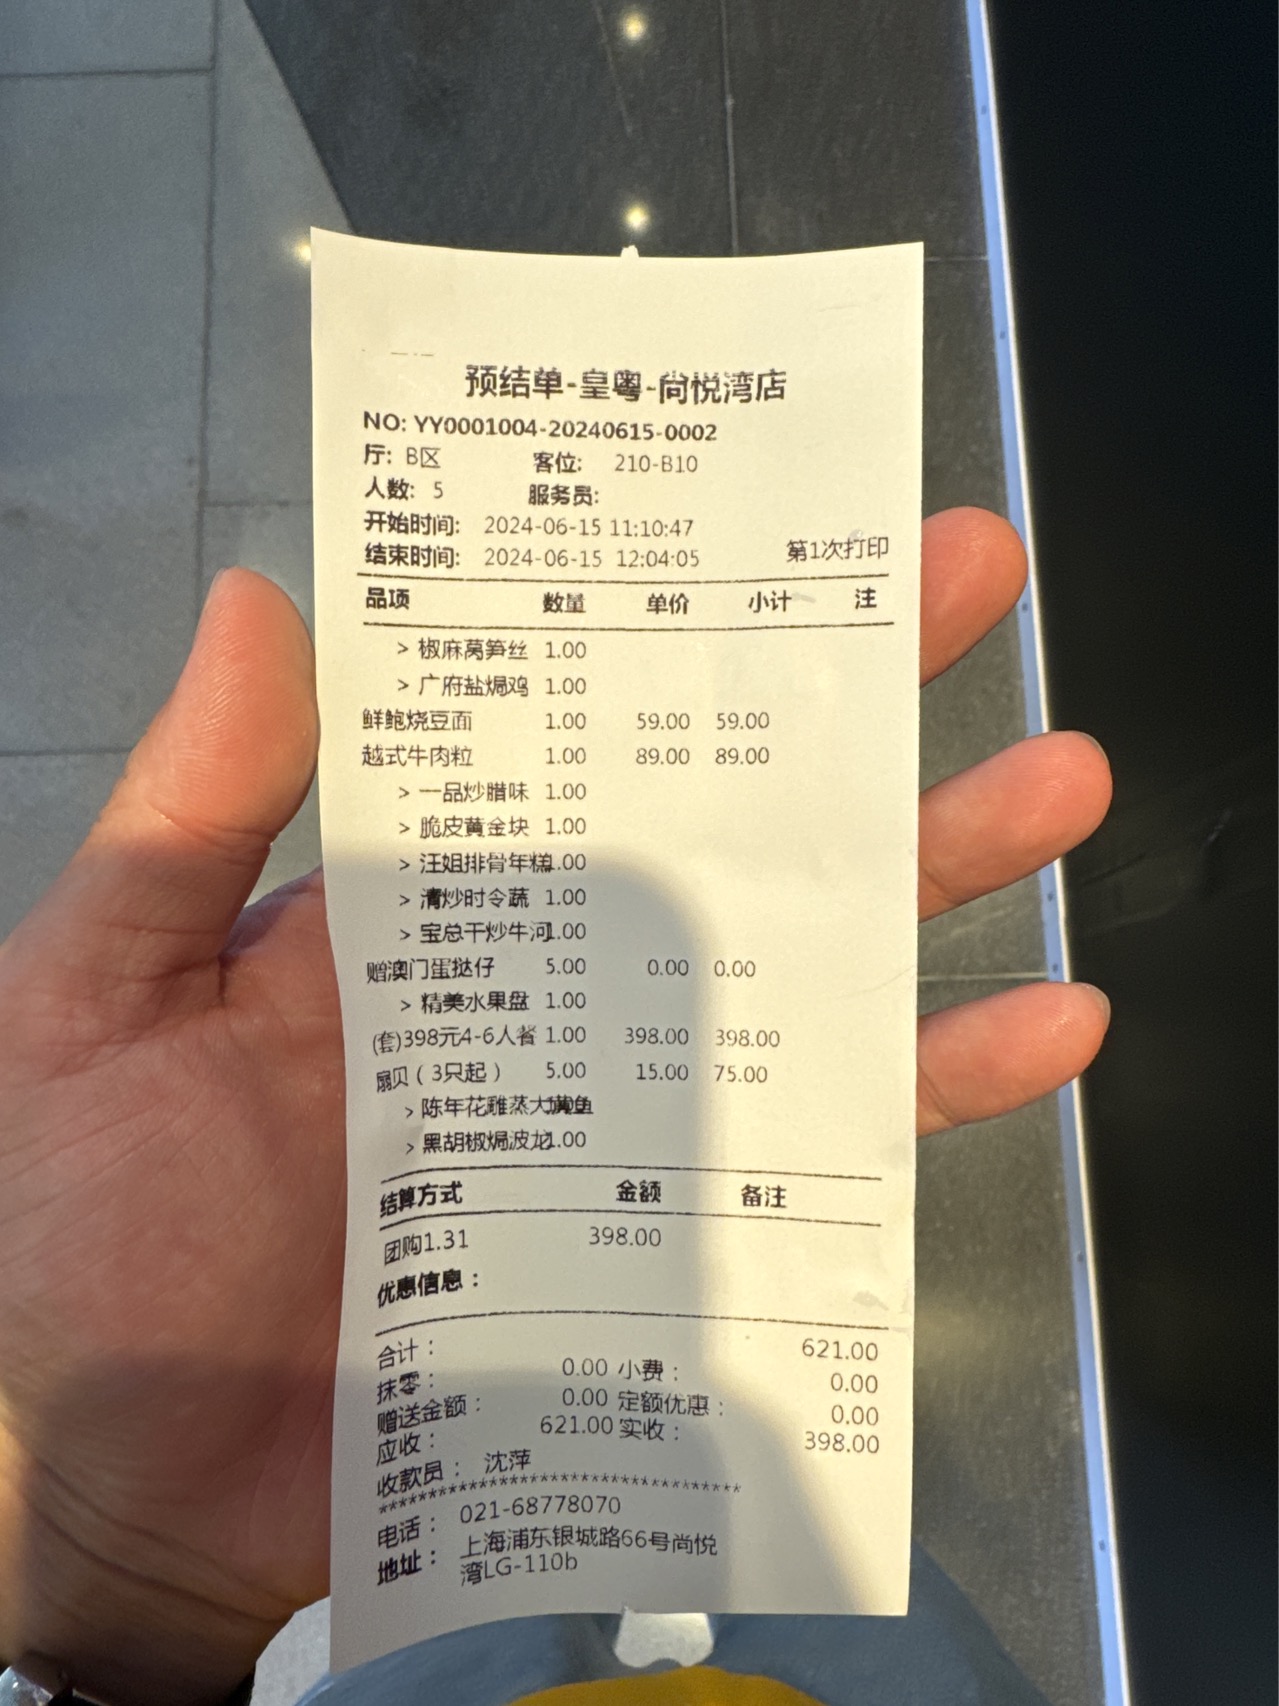 预结单-皇粤-尚悦湾店
NO: YY0001004-20240615-0002
厅: B区 客位: 210-B10
人数: 5 服务员:
开始时间: 2024-06-15 11:10:47
结束时间: 2024-06-15 12:04:05 第1次打印
品项 数量 单价 小计 注
> 椒麻莴笋丝 1.00
> 广府盐焗鸡 1.00
鲜鲍烧豆面 1.00 59.00 59.00
越式牛肉粒 1.00 89.00 89.00
> 一品炒腊味 1.00
> 脆皮黄金块 1.00
> 汪姐排骨年糕1.00
> 清炒时令蔬 1.00
> 宝总干炒牛河1.00
赠澳门蛋挞仔 5.00 0.00 0.00
> 精美水果盘 1.00
(套)398元4-6人餐 1.00 398.00 398.00
扇贝（3只起） 5.00 15.00 75.00
> 陈年花雕蒸大黄鱼
> 黑胡椒焗波龙1.00
结算方式 金额 备注
团购1.31 398.00
优惠信息：
合计： 621.00
抹零： 0.00 小费： 0.00
赠送金额： 0.00 定额优惠： 0.00
应收： 621.00 实收： 398.00
收款员： 沈萍
**********************************
电话： 021-68778070
地址： 上海浦东银城路66号尚悦
湾LG-110b